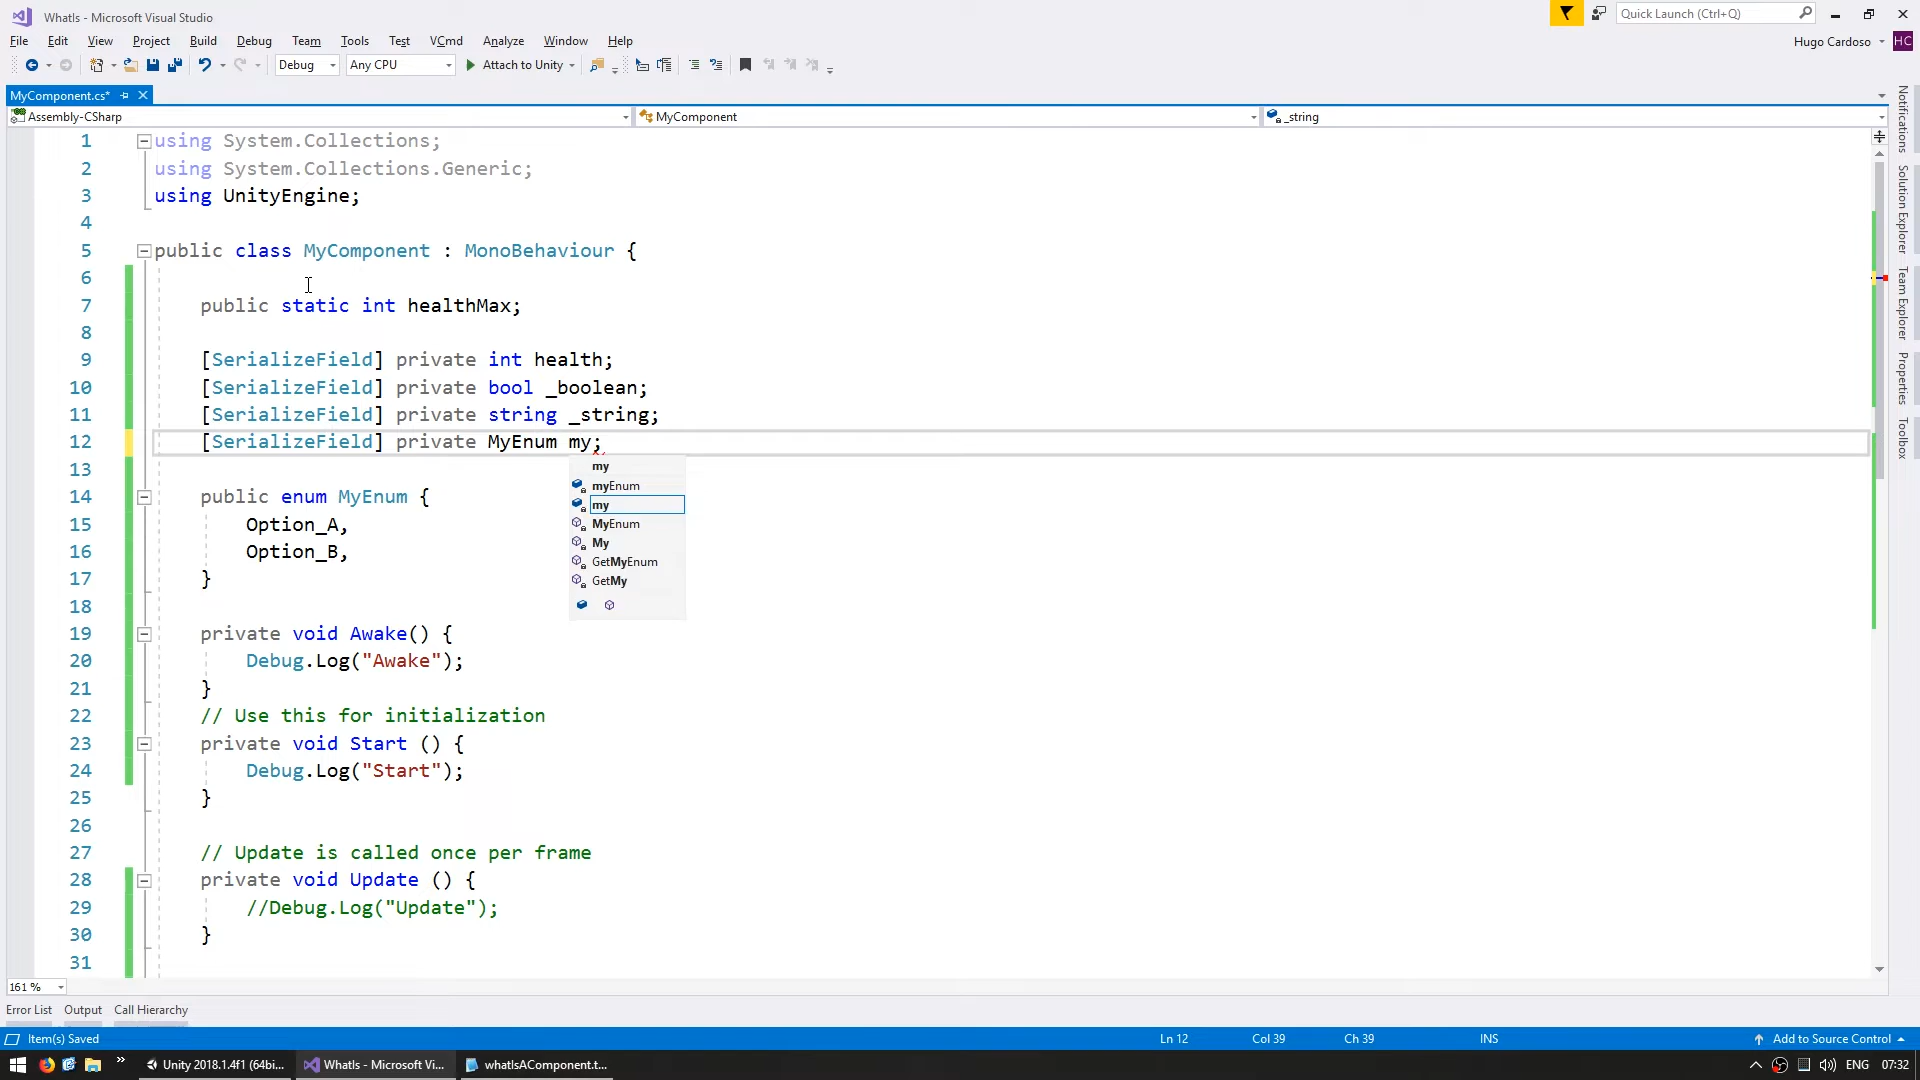 WhatIs - Microsoft Visual Studio
Quick Launch (Ctrl+Q)
File Edit View Project Build Debug Team Tools Test VCmd Analyze Window Help
Hugo Cardoso HC
Debug Any CPU Attach to Unity
MyComponent.cs*
Assembly-CSharp MyComponent _string
1 using System.Collections;
2 using System.Collections.Generic;
3 using UnityEngine;
4
5 public class MyComponent : MonoBehaviour {
6
7 public static int healthMax;
8
9 [SerializeField] private int health;
10 [SerializeField] private bool _boolean;
11 [SerializeField] private string _string;
12 [SerializeField] private MyEnum my;
13
14 public enum MyEnum {
15 Option_A,
16 Option_B,
17 }
18
19 private void Awake() {
20 Debug.Log("Awake");
21 }
22 // Use this for initialization
23 private void Start () {
24 Debug.Log("Start");
25 }
26
27 // Update is called once per frame
28 private void Update () {
29 //Debug.Log("Update");
30 }
31
my
myEnum
my
MyEnum
My
GetMyEnum
GetMy
Notifications
Solution Explorer
Team Explorer
Properties
Toolbox
161 %
Error List Output Call Hierarchy
Item(s) Saved Ln 12 Col 39 Ch 39 INS Add to Source Control
Unity 2018.1.4f1 (64bi... WhatIs - Microsoft Vi... whatIsAComponent.t... ENG 07:32